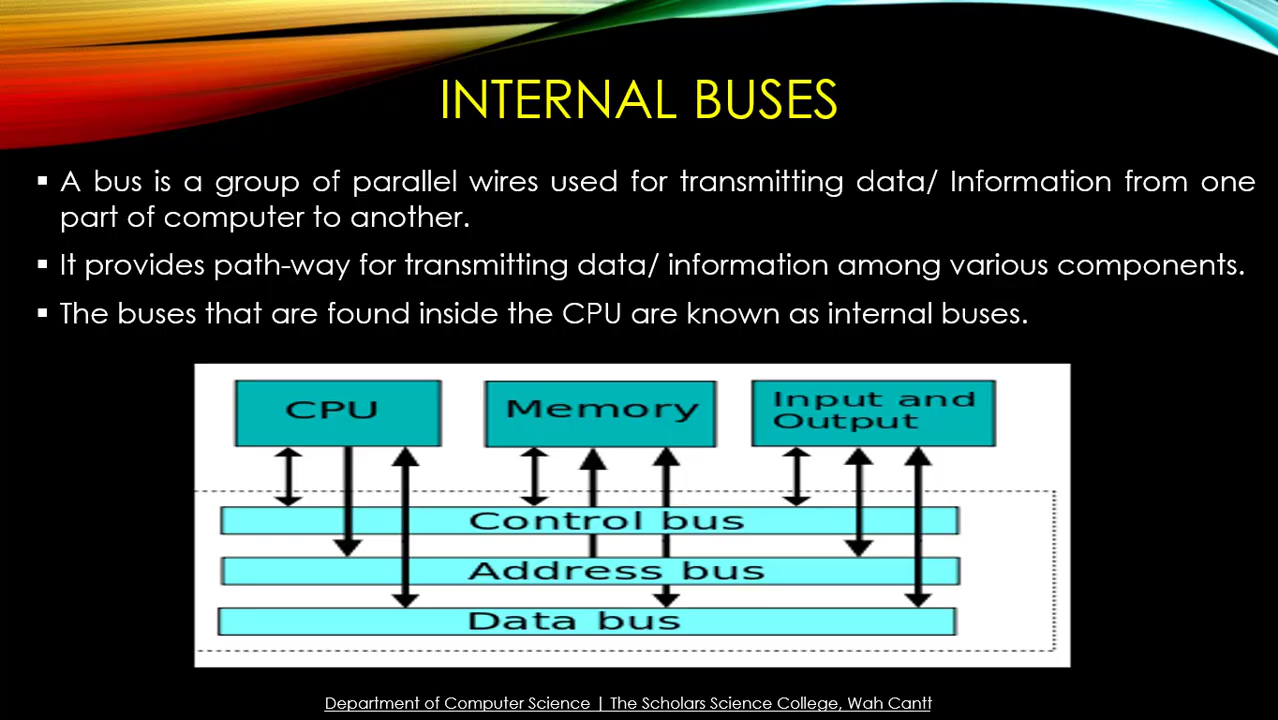 INTERNAL BUSES
▪ A bus is a group of parallel wires used for transmitting data/ Information from one
part of computer to another.
▪ It provides path-way for transmitting data/ information among various components.
▪ The buses that are found inside the CPU are known as internal buses.
CPU
Memory
Input and
Output
Control bus
Address bus
Data bus
Department of Computer Science | The Scholars Science College, Wah Cantt